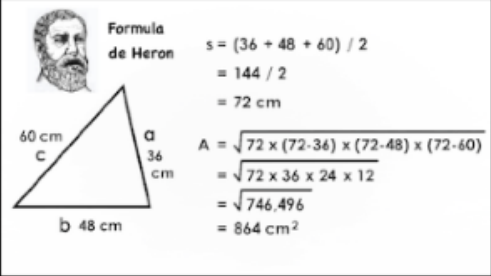 Formula
de Heron
s = (36 + 48 + 60) / 2
= 144 / 2
= 72 cm
60 cm
c
a
36
cm
b 48 cm
A = √72 x (72-36) x (72-48) x (72-60)
= √72 x 36 x 24 x 12
= √746,496
= 864 cm²